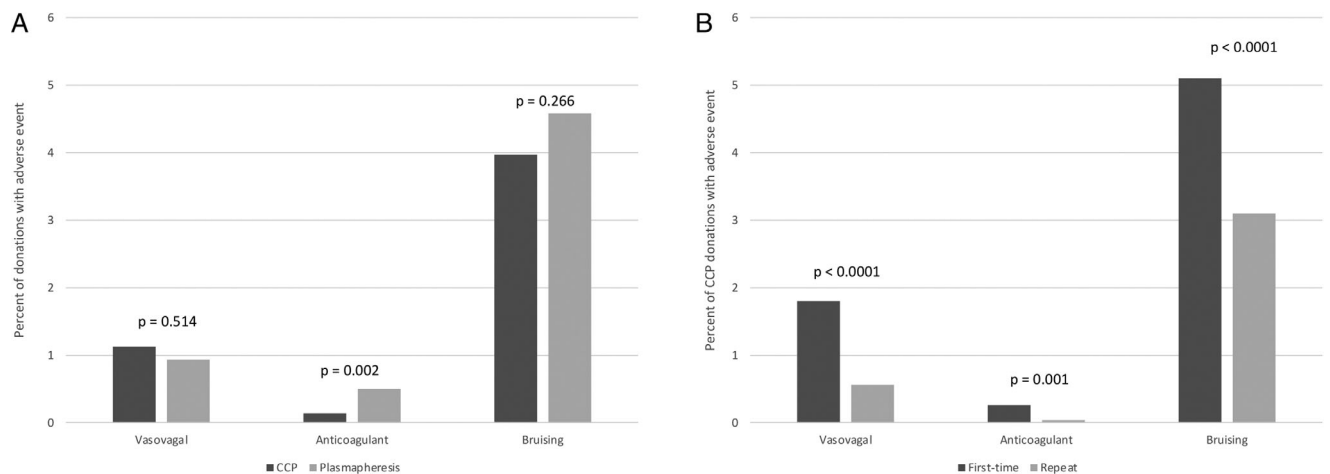 A
Percent of donations with adverse event
6
5
4
3
2
1
0
p = 0.514
p = 0.002
p = 0.266
Vasovagal
Anticoagulant
Bruising
CCP
Plasmapheresis
B
Percent of CCP donations with adverse event
6
5
4
3
2
1
0
p < 0.0001
p = 0.001
p < 0.0001
Vasovagal
Anticoagulant
Bruising
First-time
Repeat